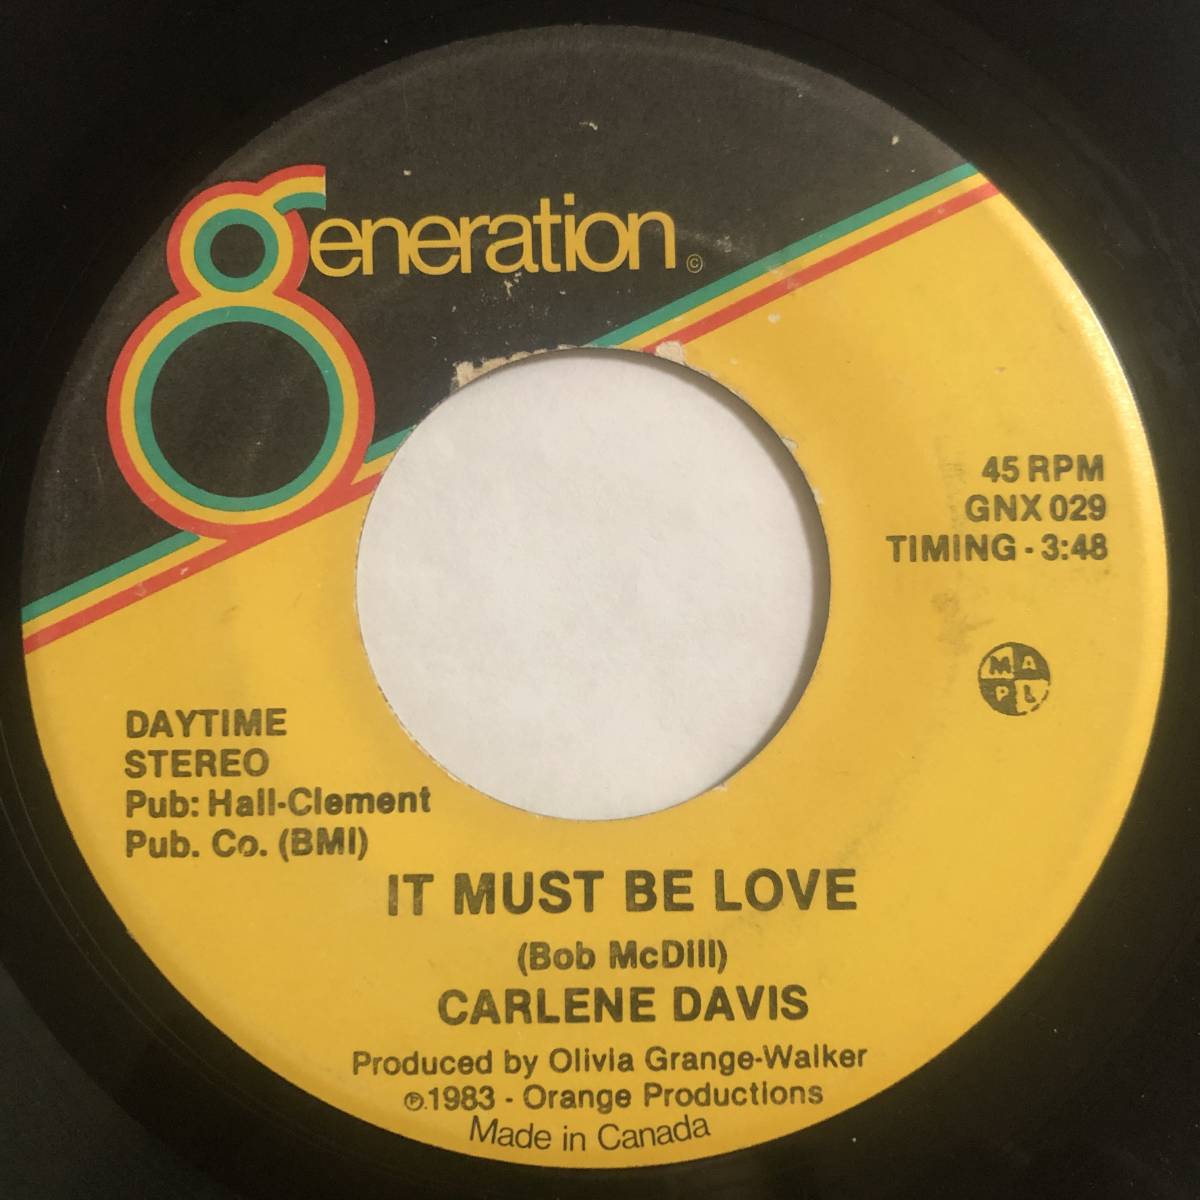 generation ©
45 RPM
GNX 029
TIMING - 3:48
M A
P L
DAYTIME
STEREO
Pub: Hall-Clement
Pub. Co. (BMI)
IT MUST BE LOVE
(Bob McDill)
CARLENE DAVIS
Produced by Olivia Grange-Walker
℗.1983 - Orange Productions
Made in Canada